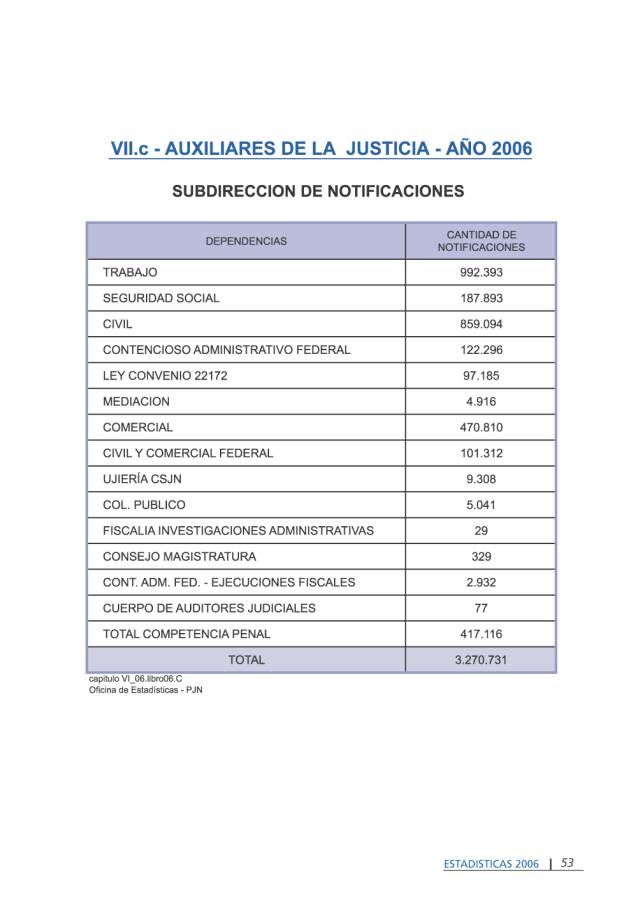 VII.c - AUXILIARES DE LA JUSTICIA - AÑO 2006
SUBDIRECCION DE NOTIFICACIONES
DEPENDENCIAS CANTIDAD DE NOTIFICACIONES
TRABAJO 992.393
SEGURIDAD SOCIAL 187.893
CIVIL 859.094
CONTENCIOSO ADMINISTRATIVO FEDERAL 122.296
LEY CONVENIO 22172 97.185
MEDIACION 4.916
COMERCIAL 470.810
CIVIL Y COMERCIAL FEDERAL 101.312
UJIERÍA CSJN 9.308
COL. PUBLICO 5.041
FISCALIA INVESTIGACIONES ADMINISTRATIVAS 29
CONSEJO MAGISTRATURA 329
CONT. ADM. FED. - EJECUCIONES FISCALES 2.932
CUERPO DE AUDITORES JUDICIALES 77
TOTAL COMPETENCIA PENAL 417.116
TOTAL 3.270.731
capitulo VI_06.libro06.C
Oficina de Estadísticas - PJN
ESTADISTICAS 2006 | 53